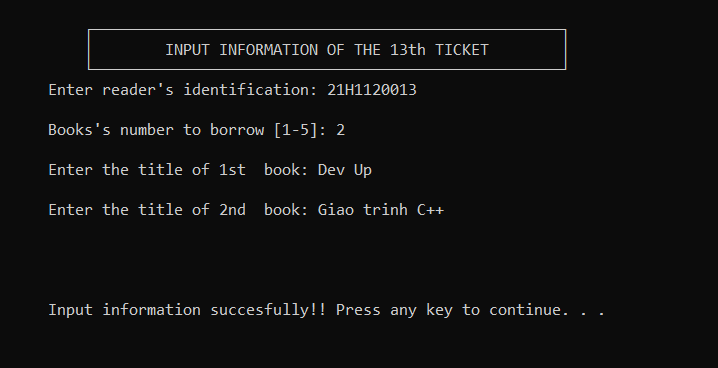 INPUT INFORMATION OF THE 13th TICKET
Enter reader's identification: 21H1120013
Books's number to borrow [1-5]: 2
Enter the title of 1st  book: Dev Up
Enter the title of 2nd  book: Giao trinh C++
Input information succesfully!! Press any key to continue. . .